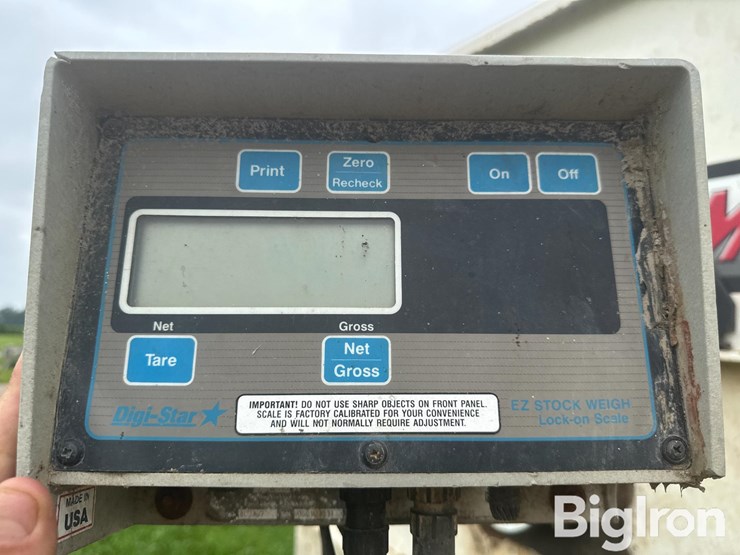 Print
Zero
Recheck
On
Off
Net
Gross
Tare
Net
Gross
Digi-Star
IMPORTANT! DO NOT USE SHARP OBJECTS ON FRONT PANEL.
SCALE IS FACTORY CALIBRATED FOR YOUR CONVENIENCE
AND WILL NOT NORMALLY REQUIRE ADJUSTMENT.
EZ STOCK WEIGH
Lock-on Scale
MADE IN
USA
BigIron